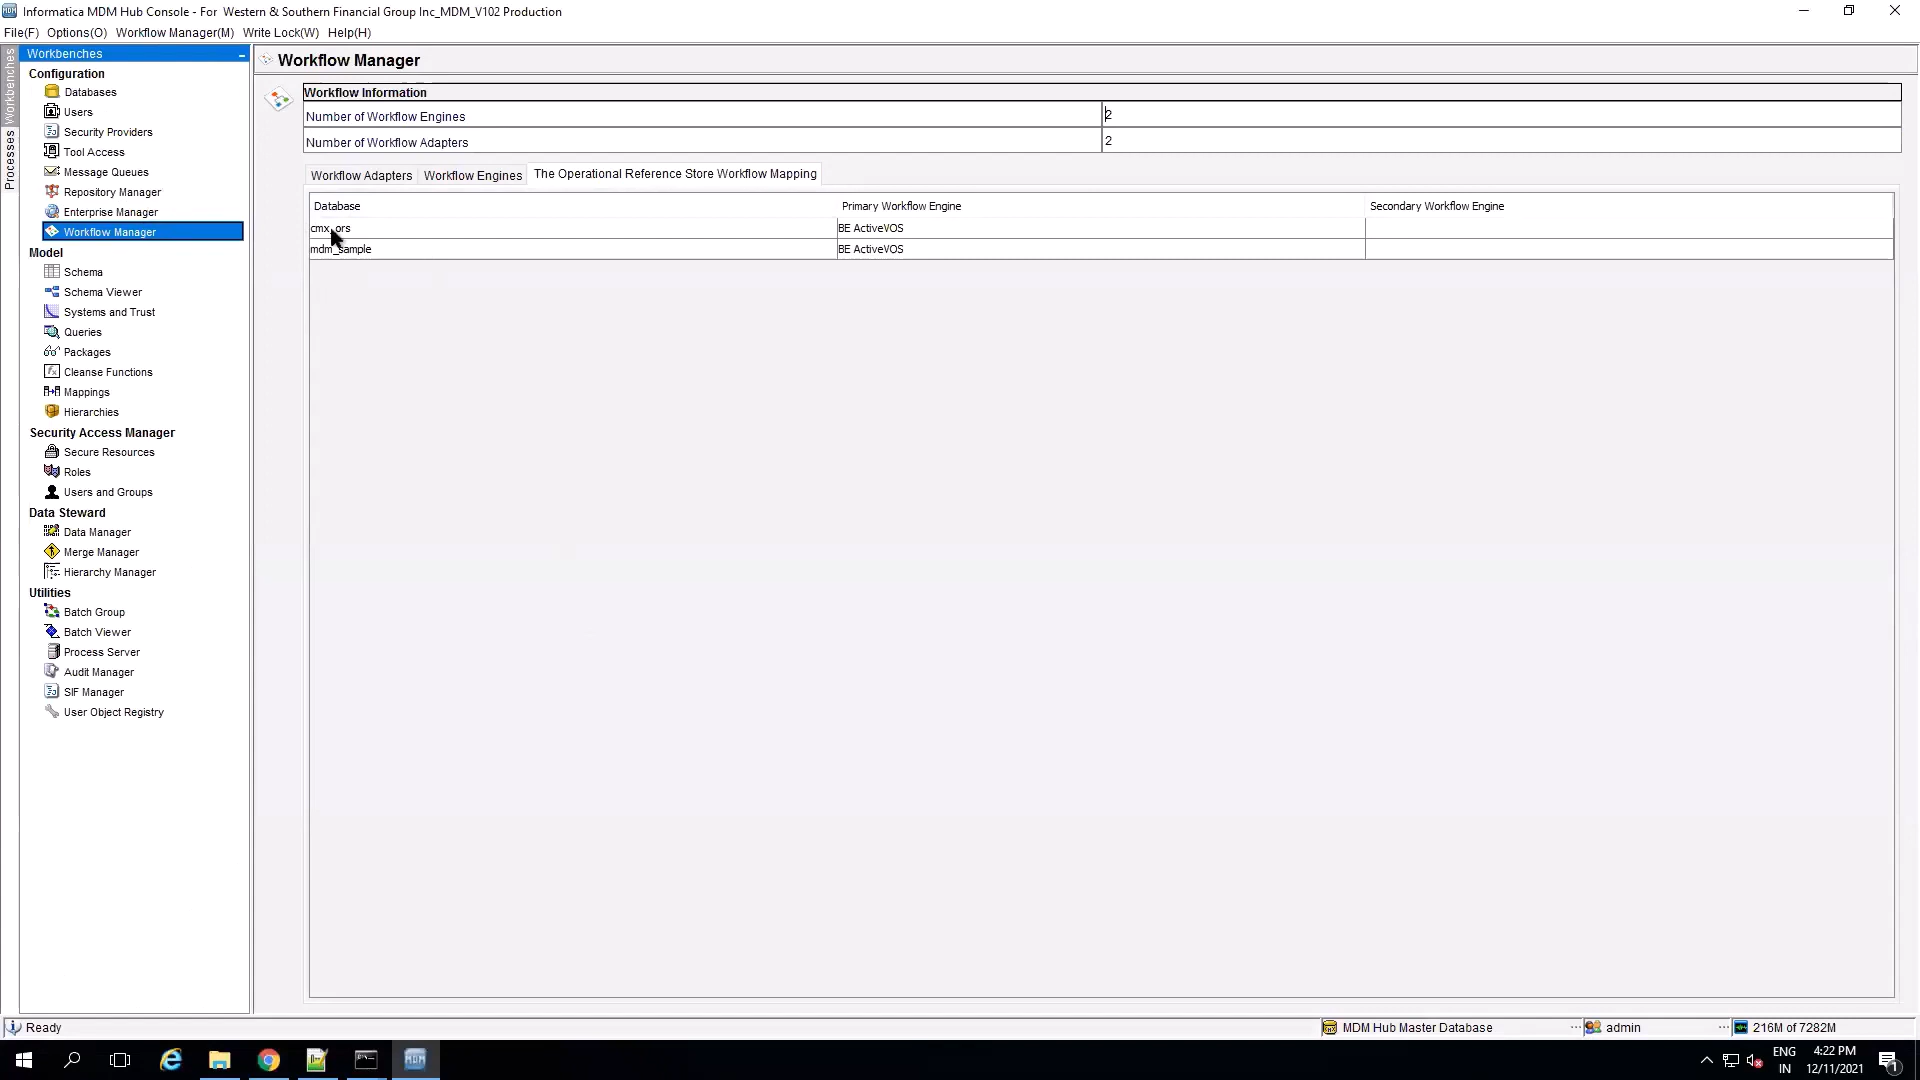 Informatica MDM Hub Console - For Western & Southern Financial Group Inc_MDM_V102 Production
File(F) Options(O) Workflow Manager(M) Write Lock(W) Help(H)
Workbenches
Processes
Workbenches
Configuration
Databases
Users
Security Providers
Tool Access
Message Queues
Repository Manager
Enterprise Manager
Workflow Manager
Model
Schema
Schema Viewer
Systems and Trust
Queries
Packages
Cleanse Functions
Mappings
Hierarchies
Security Access Manager
Secure Resources
Roles
Users and Groups
Data Steward
Data Manager
Merge Manager
Hierarchy Manager
Utilities
Batch Group
Batch Viewer
Process Server
Audit Manager
SIF Manager
User Object Registry
Workflow Manager
Workflow Information
Number of Workflow Engines 2
Number of Workflow Adapters 2
Workflow Adapters Workflow Engines The Operational Reference Store Workflow Mapping
Database Primary Workflow Engine Secondary Workflow Engine
cmx_ors BE ActiveVOS
mdm_sample BE ActiveVOS
Ready MDM Hub Master Database admin 216M of 7282M
ENG 4:22 PM
IN 12/11/2021
1